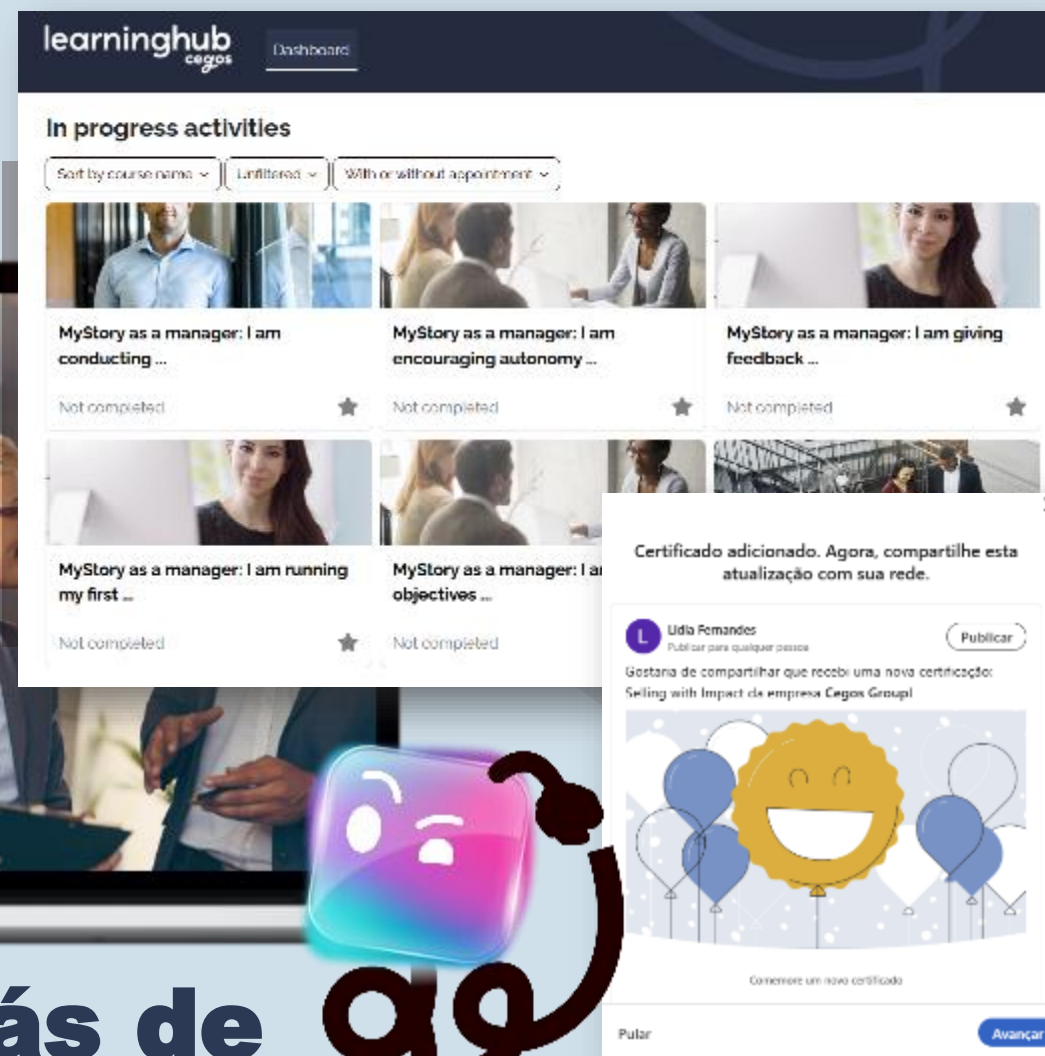 learninghub
cegos
Dashboard
In progress activities
Sort by course name
Unfiltered
With or without appointment
MyStory as a manager: I am
conducting ...
Not completed
MyStory as a manager: I am
encouraging autonomy ...
Not completed
MyStory as a manager: I am giving
feedback ...
Not completed
MyStory as a manager: I am running
my first ...
Not completed
MyStory as a manager: I
objectives ...
Not completed
Certificado adicionado. Agora, compartilhe esta
atualização com sua rede.
L
Lidia Fernandes
Publicar para qualquer pessoa
Publicar
Gostaria de compartilhar que recebi uma nova certificação:
Selling with Impact da empresa Cegos Group!
Comemore um novo certificado
Pular
Avançar
ás de